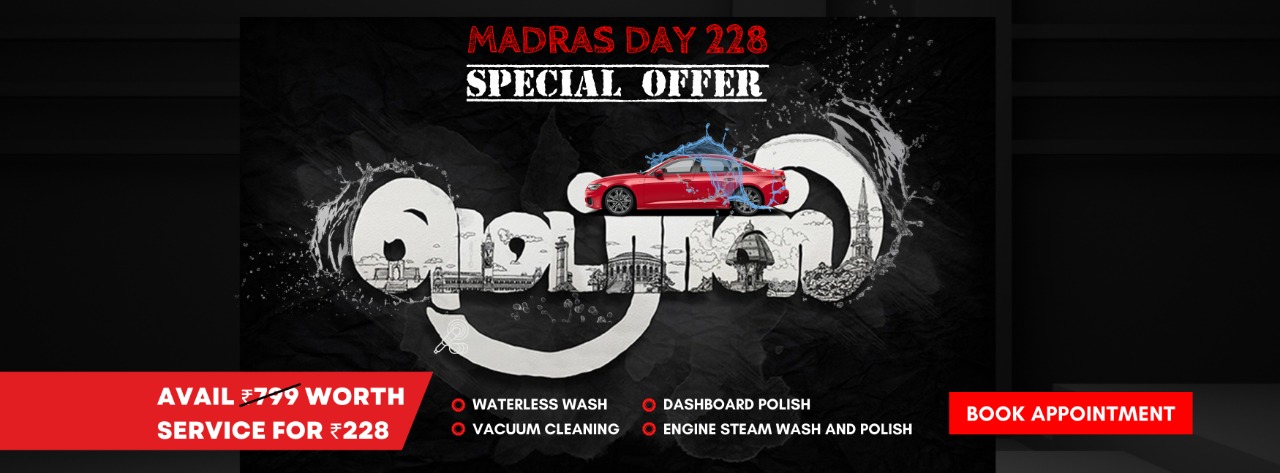 MADRAS DAY 228
SPECIAL OFFER
மெட்ராஸ்
AVAIL ₹799 WORTH
SERVICE FOR ₹228
WATERLESS WASH
VACUUM CLEANING
DASHBOARD POLISH
ENGINE STEAM WASH AND POLISH
BOOK APPOINTMENT